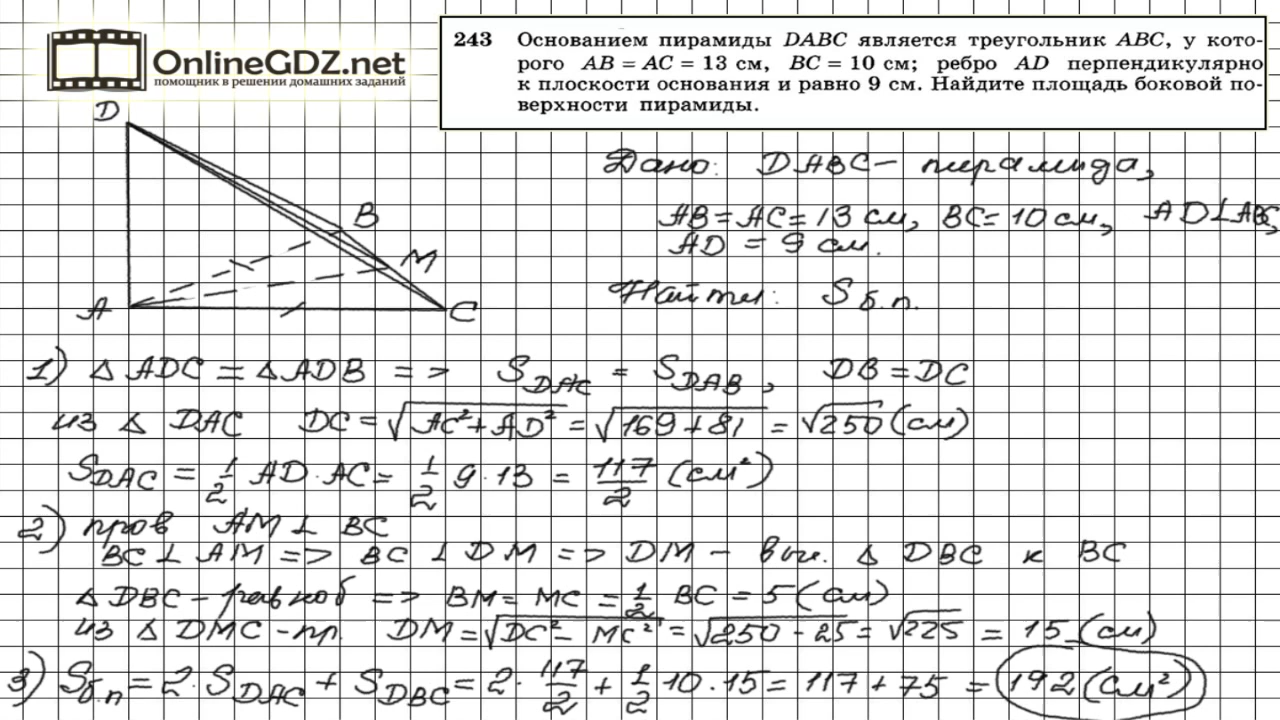 OnlineGDZ.net
помощник в решении домашних заданий
243 Основанием пирамиды DABC является треугольник ABC, у кото-
рого AB = AC = 13 см, BC = 10 см; ребро AD перпендикулярно
к плоскости основания и равно 9 см. Найдите площадь боковой по-
верхности пирамиды.
D
B
M
A
C
Дано: DABC – пирамида,
AB = AC = 13 см, BC = 10 см, AD⊥ABC,
AD = 9 см.
Найти: Sб.п.
1) △ ADC = △ ADB => S_DAC = S_DAB, DB = DC
из △ DAC DC = √(AC² + AD²) = √(169+81) = √250 (см)
S_DAC = 1/2 AD · AC = 1/2 9 · 13 = 117/2 (см²)
2) пров AM ⊥ BC
BC ⊥ AM => BC ⊥ DM => DM – выс. △ DBC к BC
△ DBC – равноб => BM = MC = 1/2 BC = 5 (см)
из △ DMC – пр. DM = √(DC² – MC²) = √(250 – 25) = √225 = 15 (см)
3) Sб.п = 2 · S_DAC + S_DBC = 2 · 117/2 + 1/2 10 · 15 = 117 + 75 = 192 (см²)